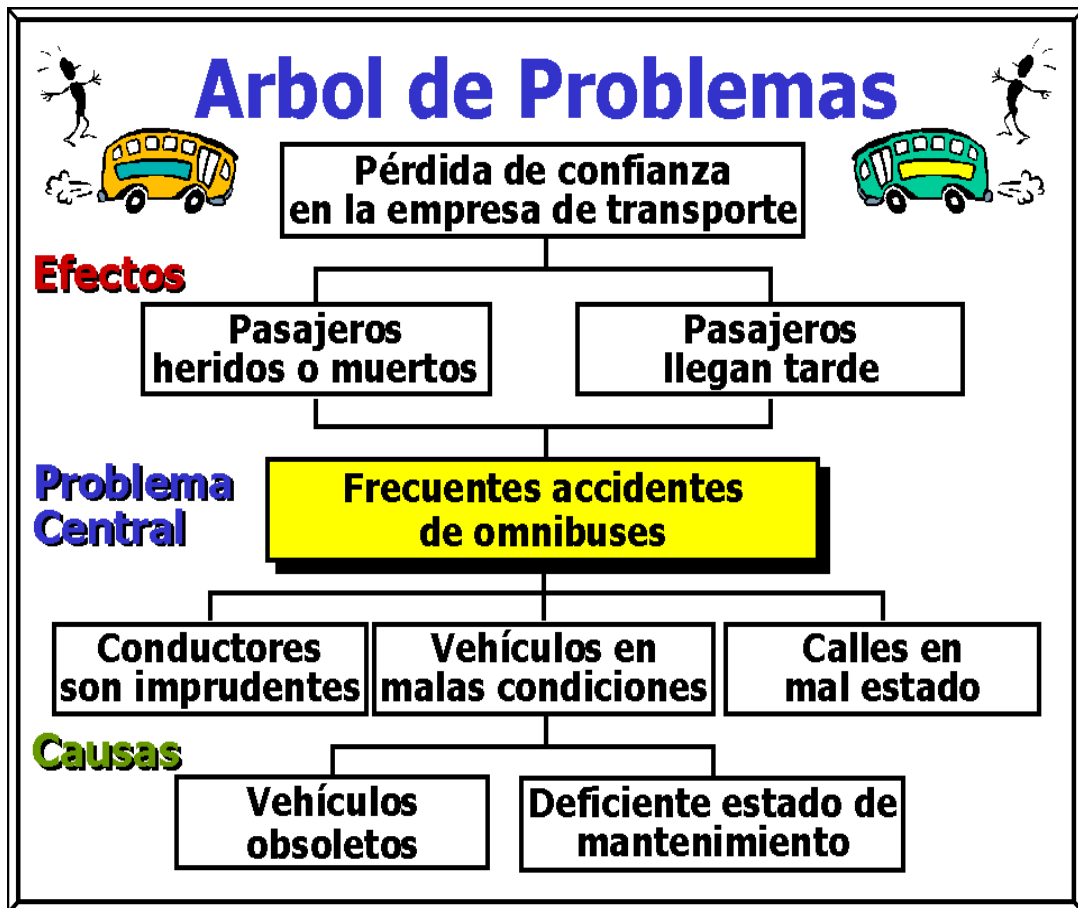 Arbol de Problemas
Pérdida de confianza
en la empresa de transporte
Efectos
Pasajeros
heridos o muertos
Pasajeros
llegan tarde
Problema
Central
Frecuentes accidentes
de omnibuses
Conductores
son imprudentes
Vehículos en
malas condiciones
Calles en
mal estado
Causas
Vehículos
obsoletos
Deficiente estado de
mantenimiento